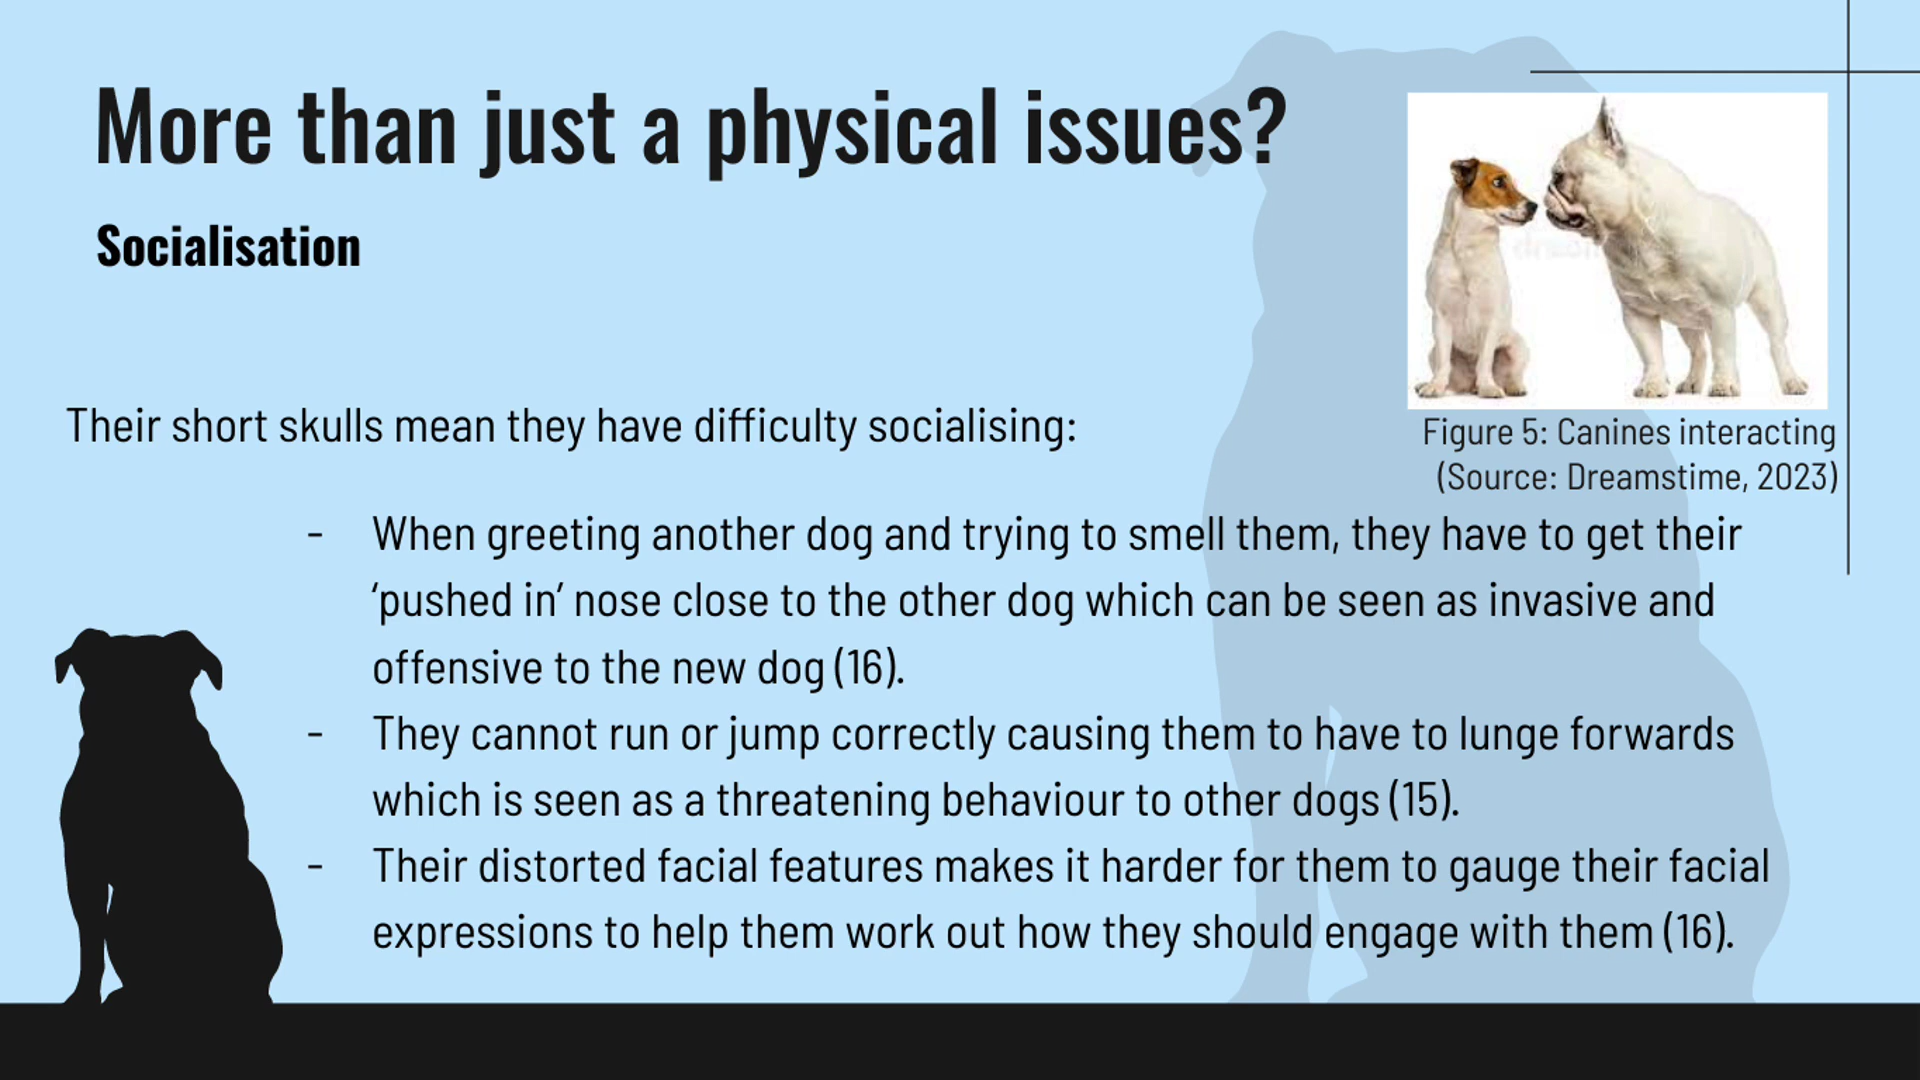 More than just a physical issues?
Socialisation
Their short skulls mean they have difficulty socialising:
Figure 5: Canines interacting
(Source: Dreamstime, 2023)
- When greeting another dog and trying to smell them, they have to get their
‘pushed in’ nose close to the other dog which can be seen as invasive and
offensive to the new dog (16).
- They cannot run or jump correctly causing them to have to lunge forwards
which is seen as a threatening behaviour to other dogs (15).
- Their distorted facial features makes it harder for them to gauge their facial
expressions to help them work out how they should engage with them (16).